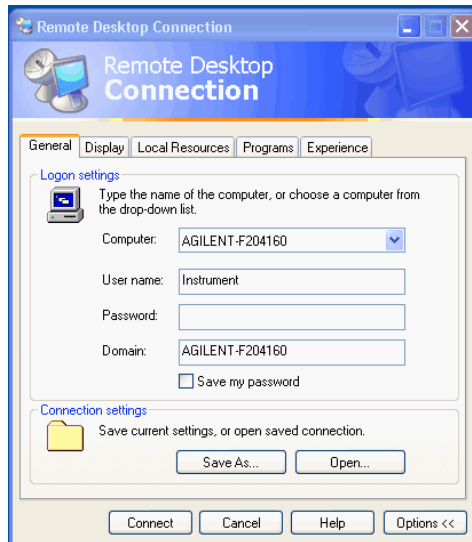 Remote Desktop Connection
Remote Desktop
Connection
General Display Local Resources Programs Experience
Logon settings
Type the name of the computer, or choose a computer from
the drop-down list.
Computer: AGILENT-F204160
User name: Instrument
Password:
Domain: AGILENT-F204160
Save my password
Connection settings
Save current settings, or open saved connection.
Save As... Open...
Connect Cancel Help Options <<